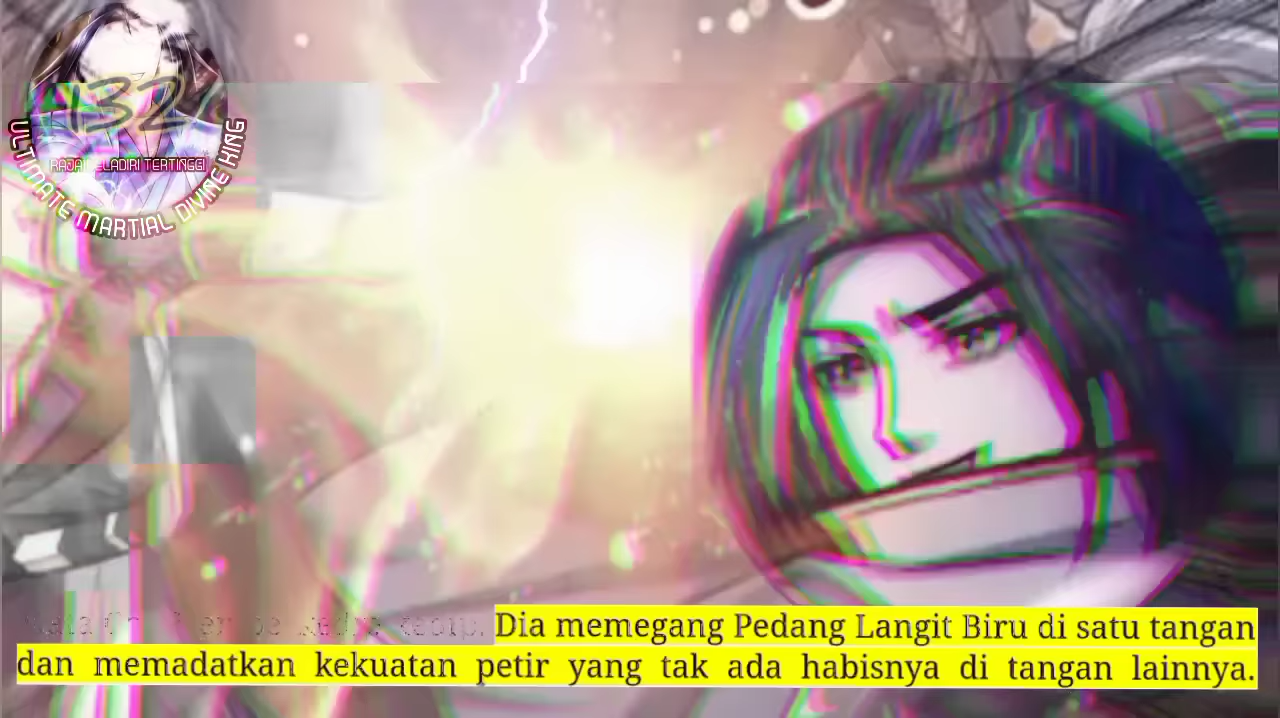 132
RAJA BELADIRI TERTINGGI
ULTIMATE MARTIAL DIVINE KING
Dia memegang Pedang Langit Biru di satu tangan
dan memadatkan kekuatan petir yang tak ada habisnya di tangan lainnya.